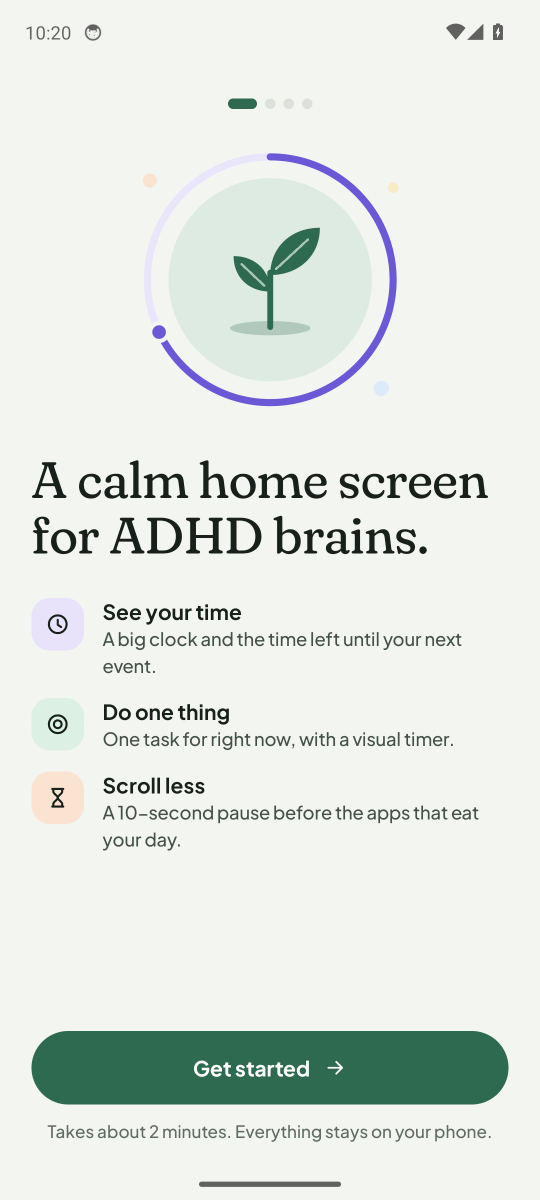 10:20
A calm home screen
for ADHD brains.
See your time
A big clock and the time left until your next
event.
Do one thing
One task for right now, with a visual timer.
Scroll less
A 10-second pause before the apps that eat
your day.
Get started →
Takes about 2 minutes. Everything stays on your phone.